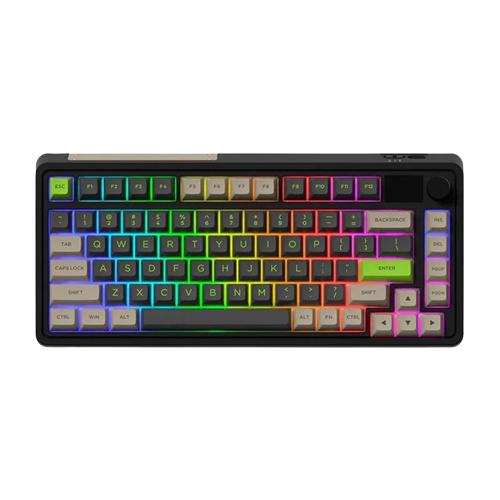 ESC F1 F2 F3 F4 F5 F6 F7 F8 F9 F10 F11 F12
~ ! @ # $ % ^ & * ( ) _ + BACKSPACE INS
TAB Q W E R T Y U I O P { } | \ DEL
CAPS LOCK A S D F G H J K L : ; " ' ENTER PGUP
SHIFT Z X C V B N M < , > . ? / SHIFT ▲ PGDN
CTRL WIN ALT ALT FN CTRL ◀ ▼ ▶